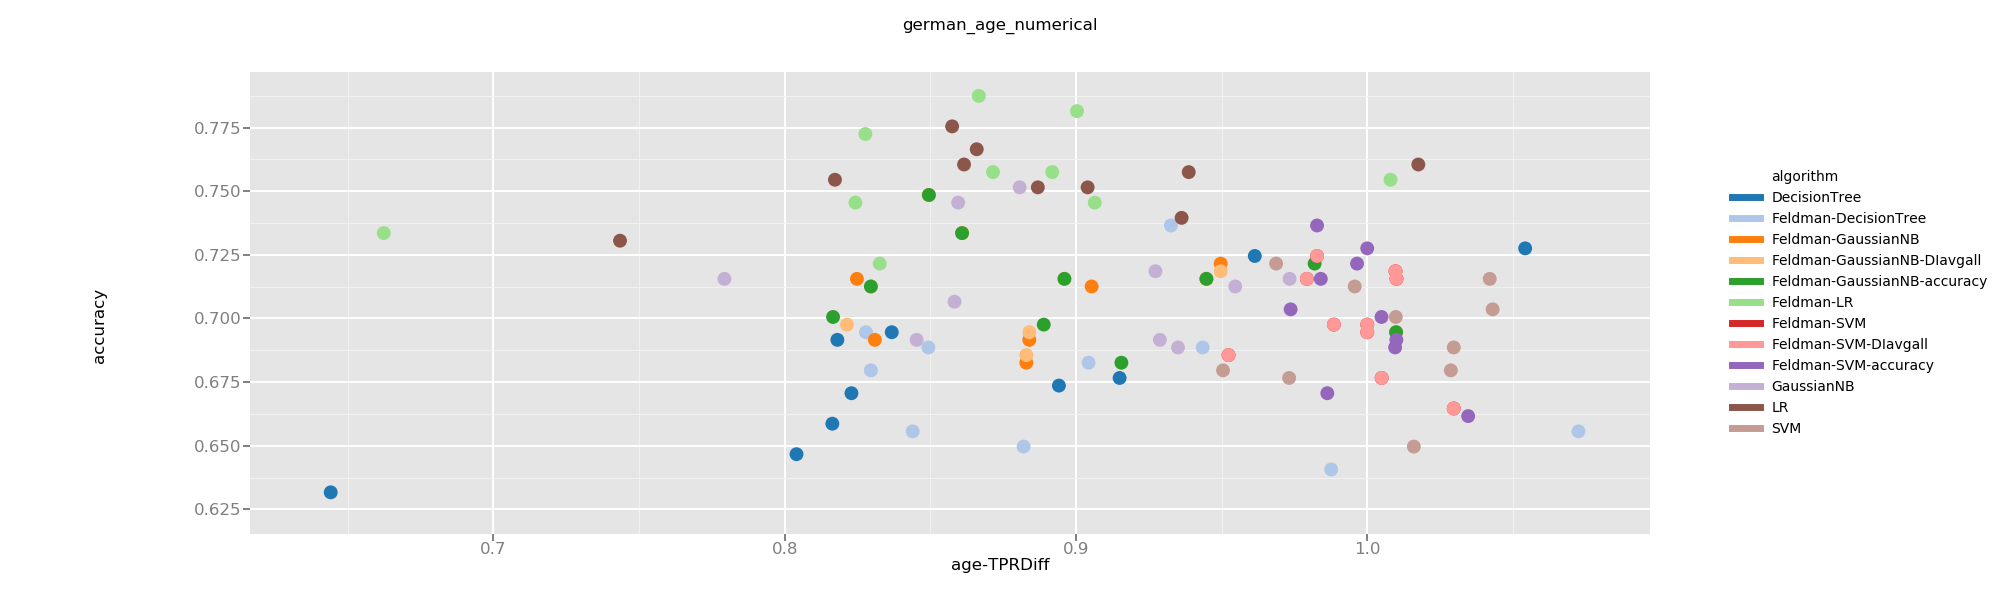 german_age_numerical
0.775
0.750
0.725
0.700
0.675
0.650
0.625
accuracy
0.7 0.8 0.9 1.0
age-TPRDiff
algorithm
DecisionTree
Feldman-DecisionTree
Feldman-GaussianNB
Feldman-GaussianNB-DIavgall
Feldman-GaussianNB-accuracy
Feldman-LR
Feldman-SVM
Feldman-SVM-DIavgall
Feldman-SVM-accuracy
GaussianNB
LR
SVM